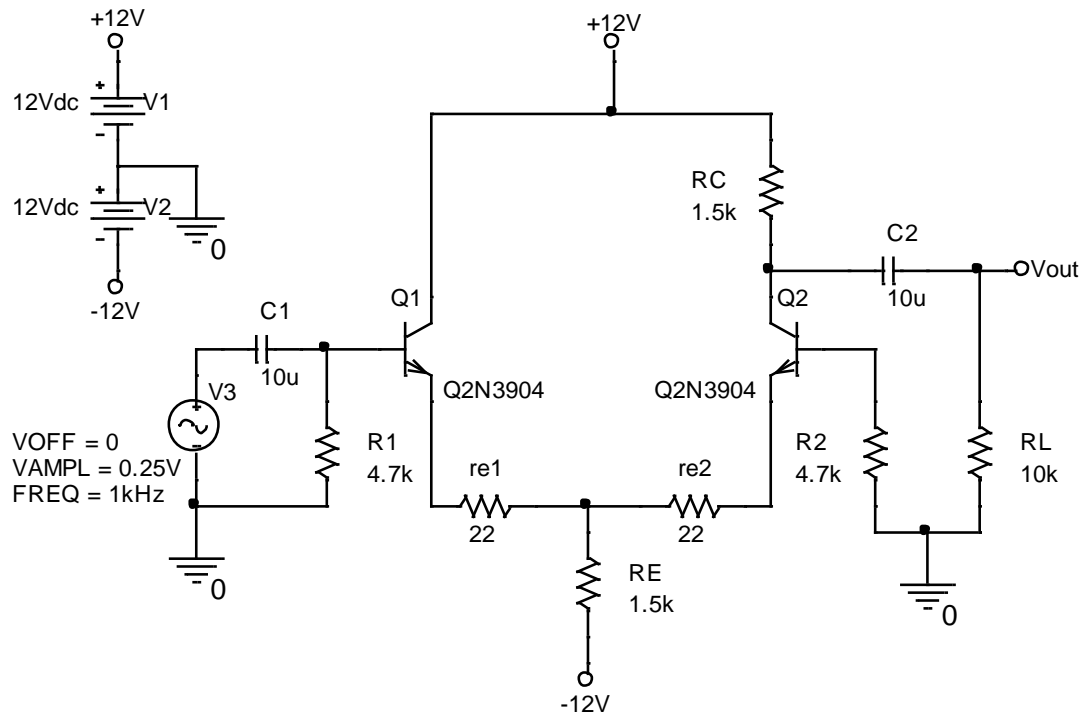 +12V
+12V
+
12Vdc
V1
-
RC
1.5k
+
12Vdc
V2
-
0
C2
10u
Vout
-12V
Q1
Q2
C1
10u
Q2N3904
Q2N3904
V3
+
-
VOFF = 0
VAMPL = 0.25V
FREQ = 1kHz
R1
4.7k
re1
22
re2
22
R2
4.7k
RL
10k
0
RE
1.5k
0
-12V